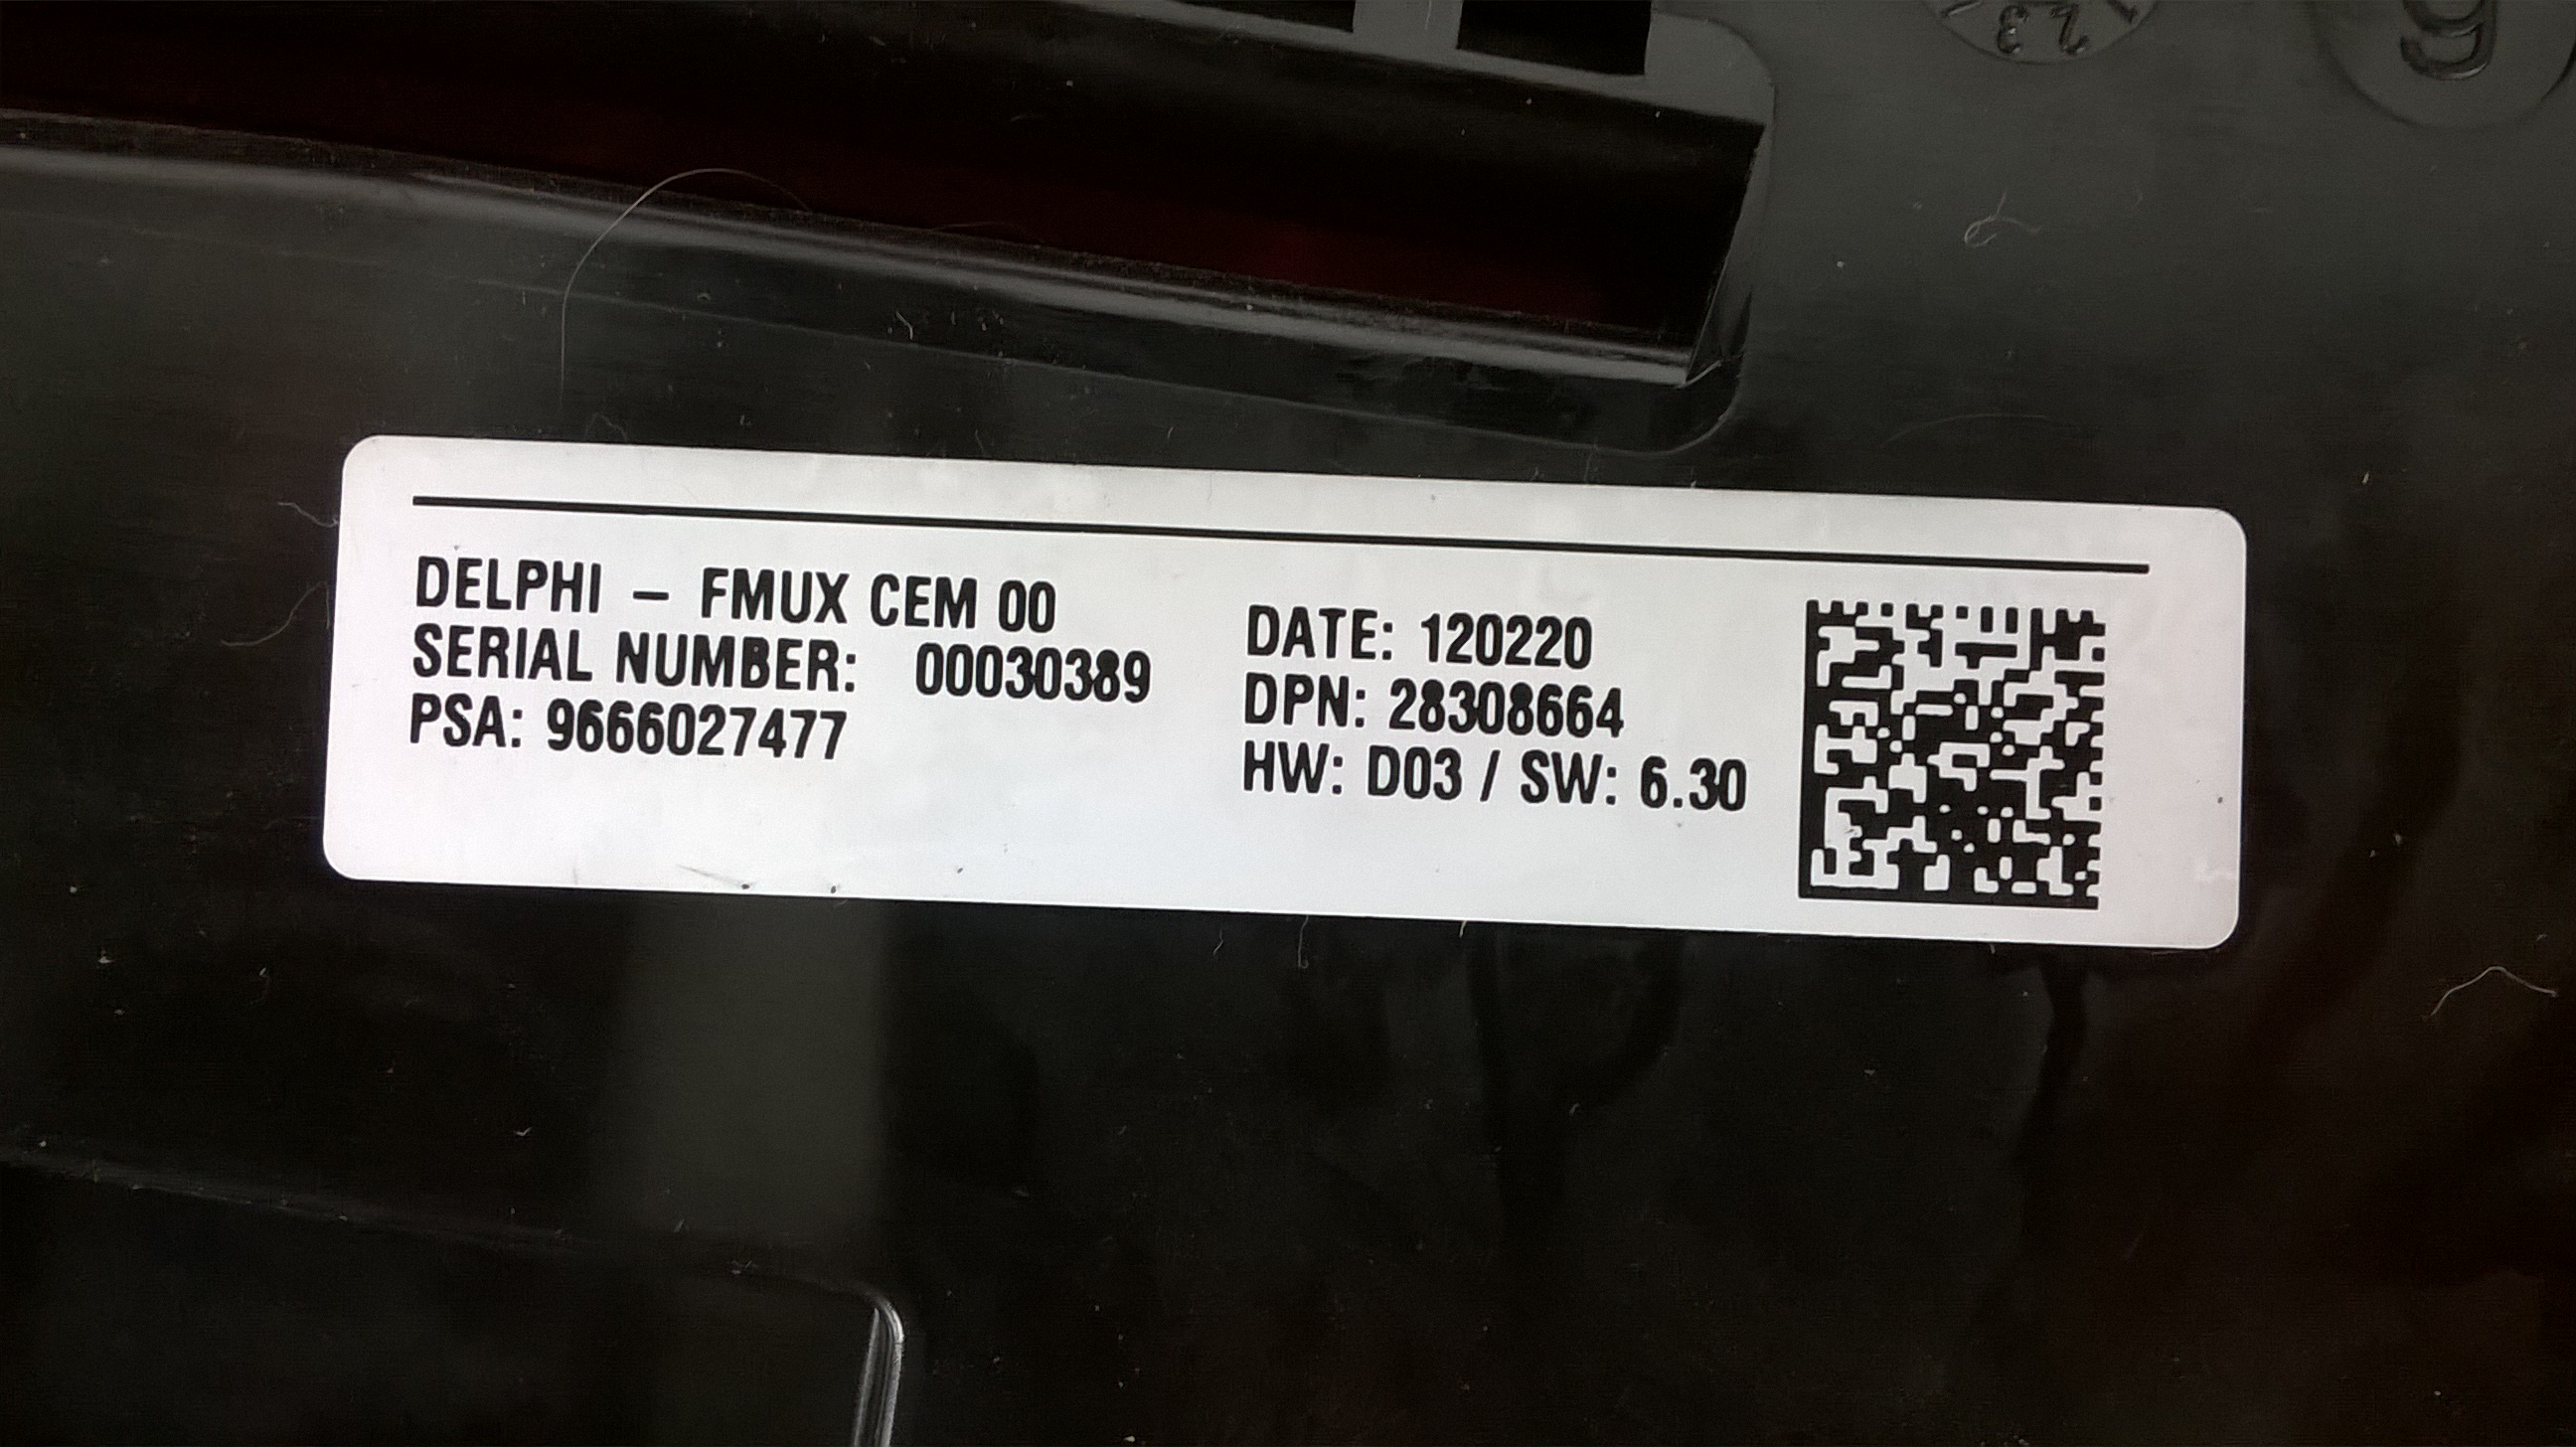 DELPHI – FMUX CEM 00
SERIAL NUMBER: 00030389
PSA: 9666027477
DATE: 120220
DPN: 28308664
HW: D03 / SW: 6.30